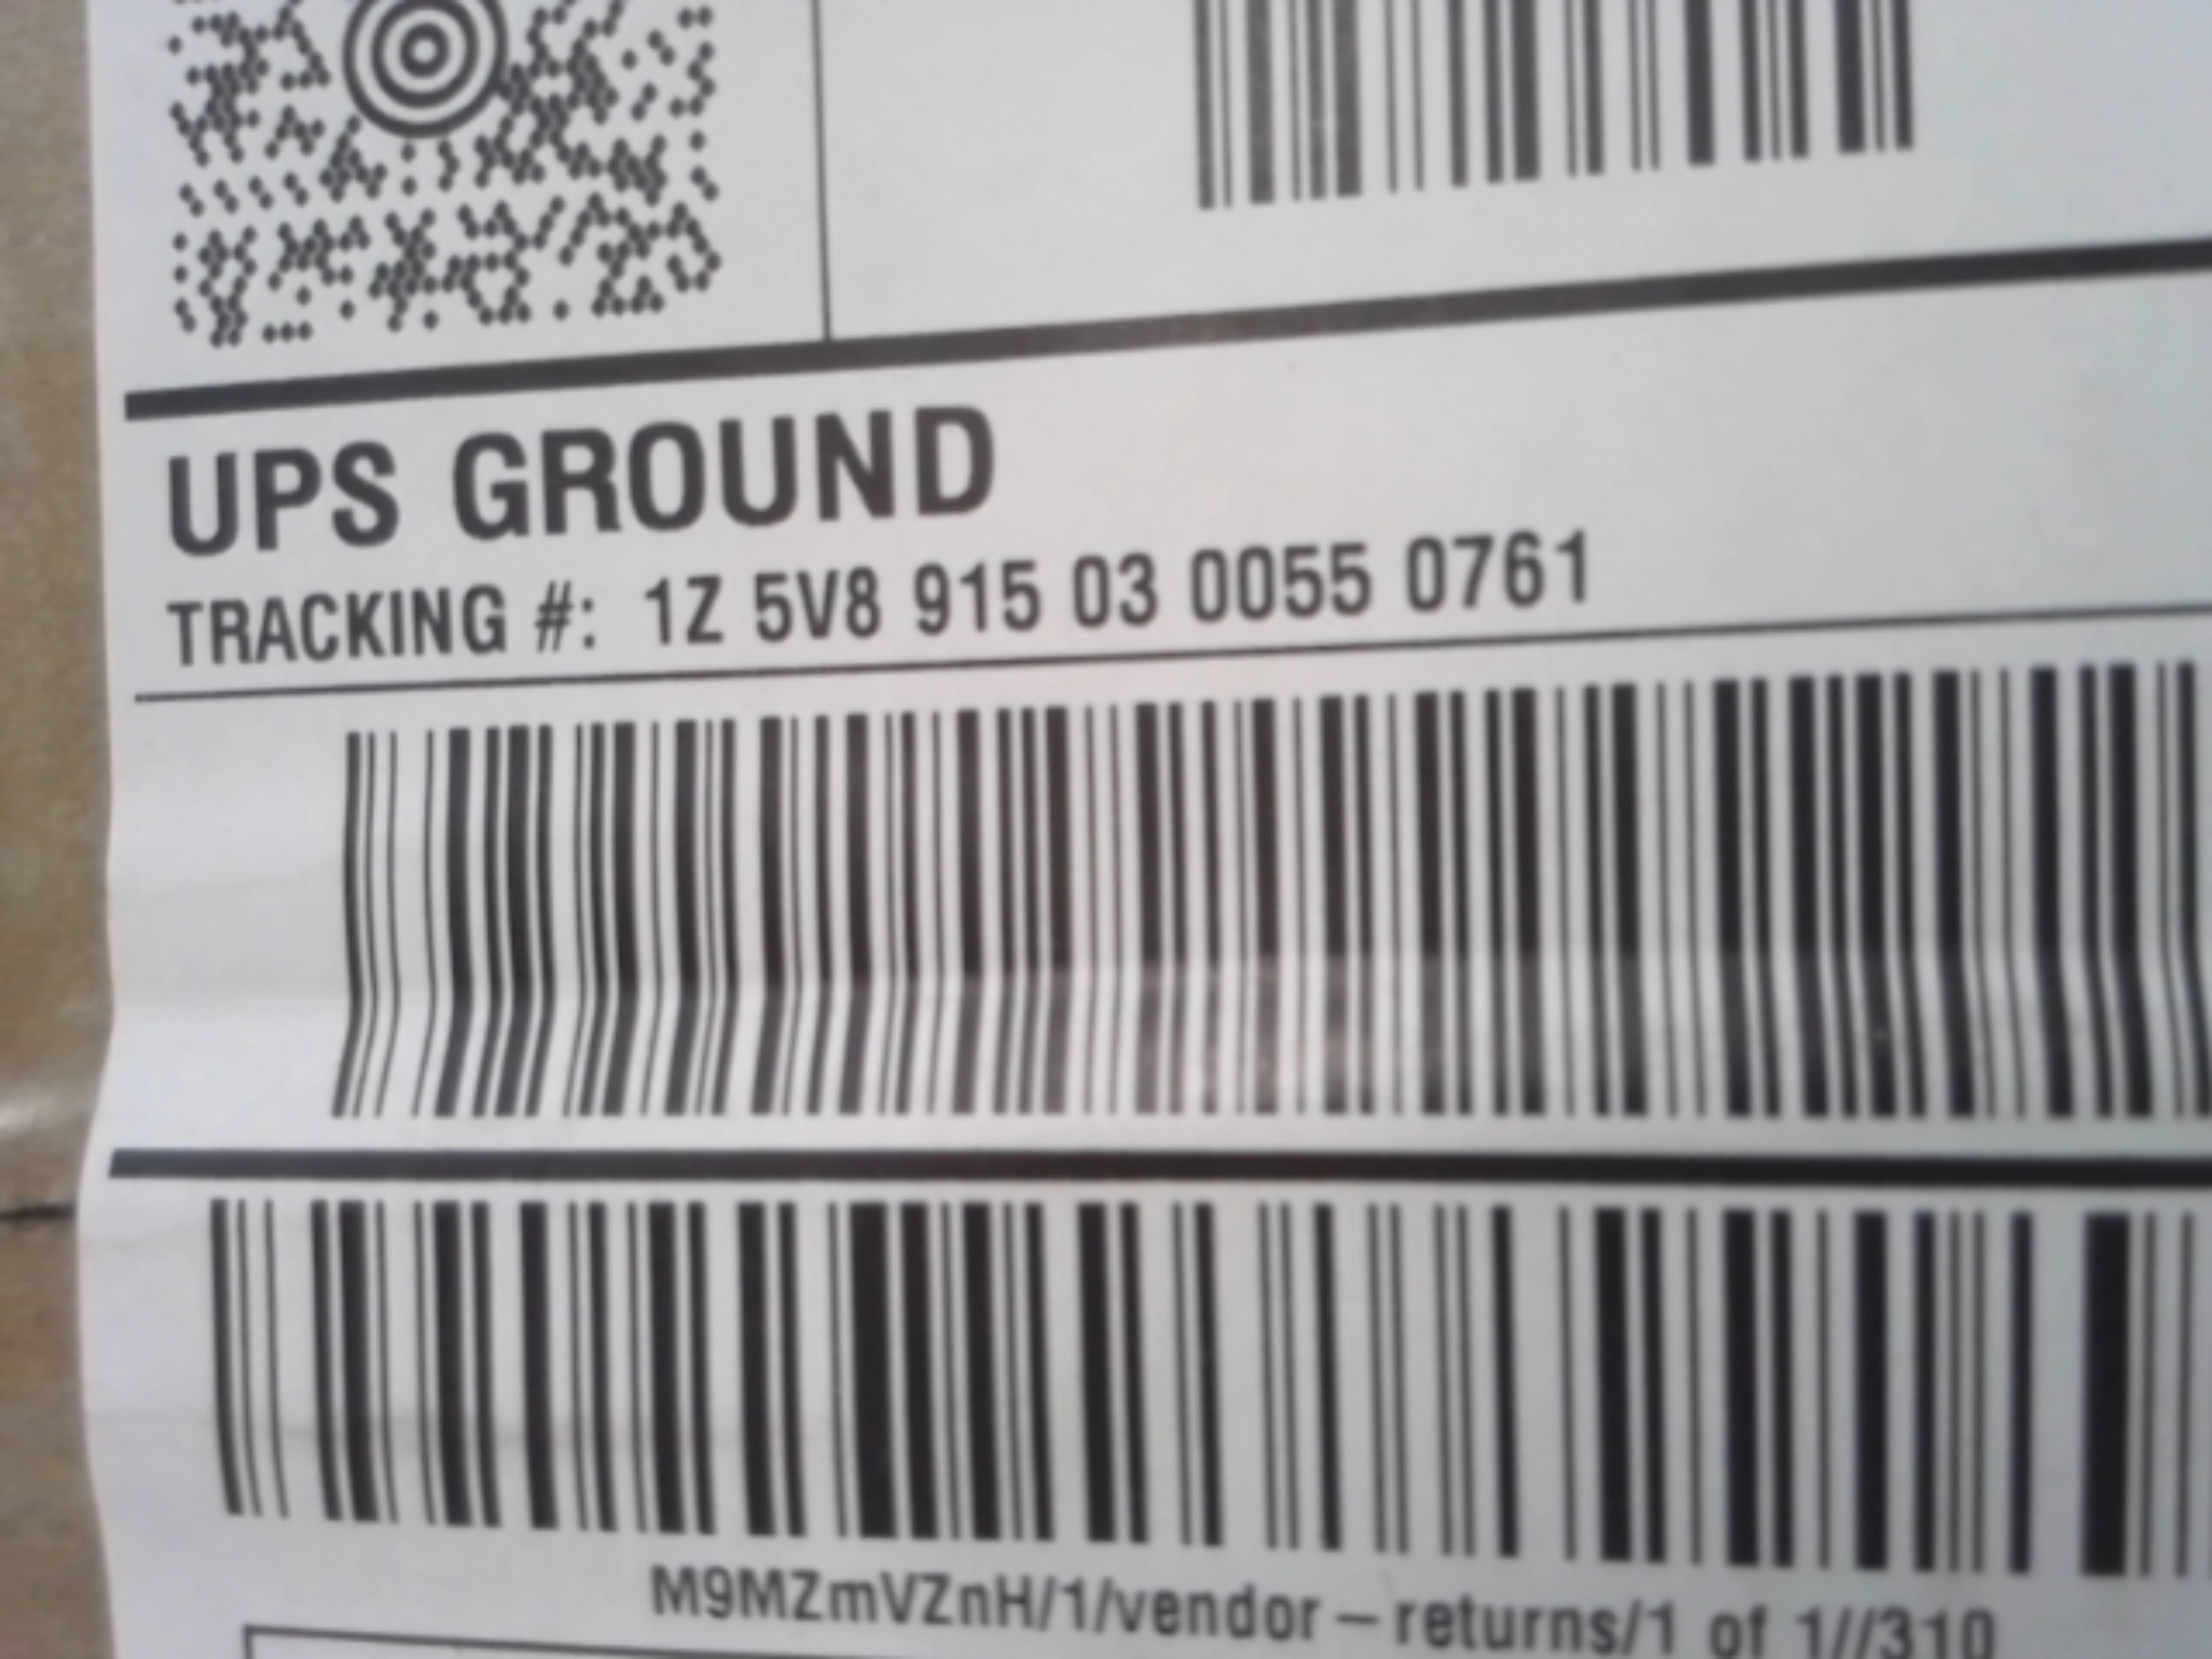 UPS GROUND
TRACKING #: 1Z 5V8 915 03 0055 0761
M9MZmVZnH/1/vendor – returns/1 of 1//310